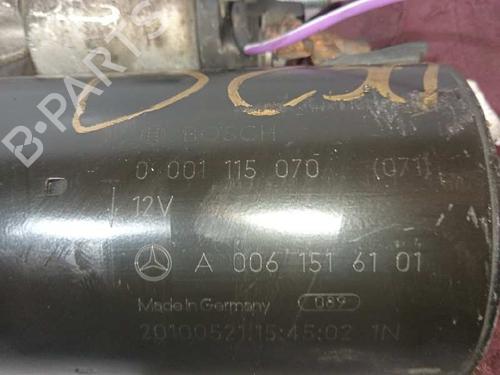 B-PARTS
BOSCH
0 001 115 070 (071)
12V
A 006 151 61 01
Made in Germany 089
20100521.15:45:02 1N